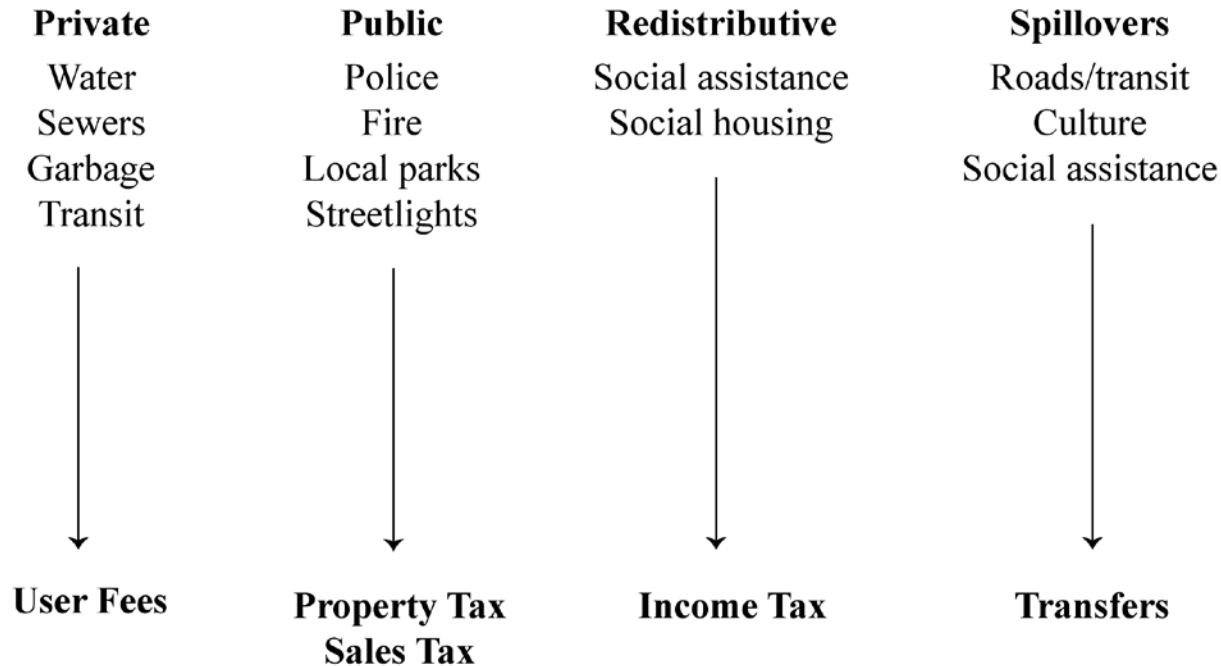 Private
Water
Sewers
Garbage
Transit
User Fees
Public
Police
Fire
Local parks
Streetlights
Property Tax
Sales Tax
Redistributive
Social assistance
Social housing
Income Tax
Spillovers
Roads/transit
Culture
Social assistance
Transfers